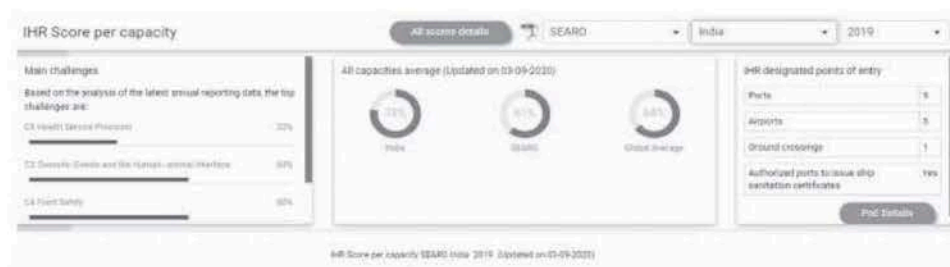 IHR Score per capacity
All scores details
SEARO
India
2019
Main challenges
Based on the analysis of the latest annual reporting data, the top
challenges are:
C9 Health Service Provision
33%
C3 Zoonotic Events and the Human-animal Interface
60%
C4 Food Safety
60%
All capacities average (Updated on 03-09-2020)
India
61%
SEARO
64%
Global Average
IHR designated points of entry
Ports
Airports
5
Ground crossings
1
Authorized ports to issue ship
sanitation certificates
Yes
PoE Details
IHR Score per capacity SEARO India 2019 (Updated on 03-09-2020)